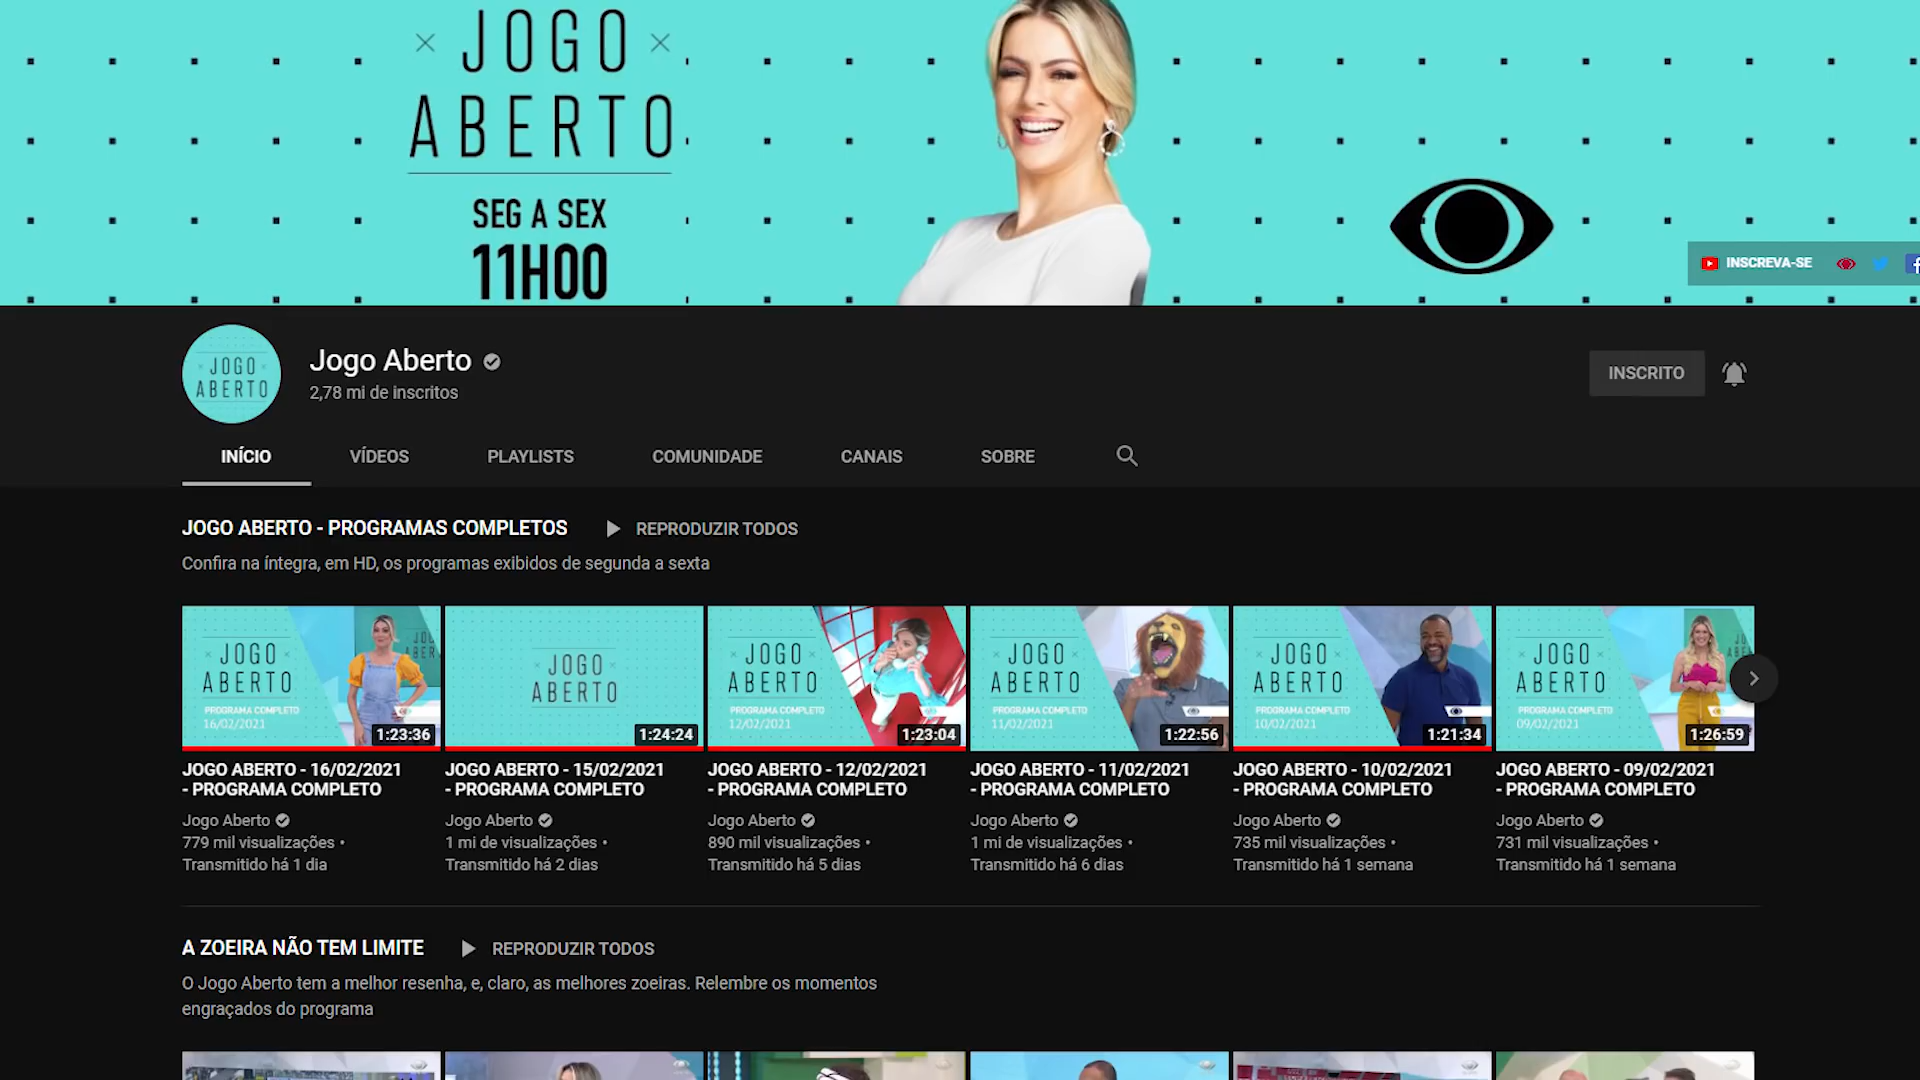 JOGO
ABERTO
SEG A SEX
11H00
INSCREVA-SE
JOGO
ABERTO
Jogo Aberto
2,78 mi de inscritos
INSCRITO
INÍCIO
VÍDEOS
PLAYLISTS
COMUNIDADE
CANAIS
SOBRE
JOGO ABERTO - PROGRAMAS COMPLETOS
REPRODUZIR TODOS
Confira na íntegra, em HD, os programas exibidos de segunda a sexta
JOGO
ABERTO
PROGRAMA COMPLETO
16/02/2021
1:23:36
JOGO ABERTO - 16/02/2021
- PROGRAMA COMPLETO
Jogo Aberto
779 mil visualizações •
Transmitido há 1 dia
JOGO
ABERTO
1:24:24
JOGO ABERTO - 15/02/2021
- PROGRAMA COMPLETO
Jogo Aberto
1 mi de visualizações •
Transmitido há 2 dias
JOGO
ABERTO
PROGRAMA COMPLETO
12/02/2021
1:23:04
JOGO ABERTO - 12/02/2021
- PROGRAMA COMPLETO
Jogo Aberto
890 mil visualizações •
Transmitido há 5 dias
JOGO
ABERTO
PROGRAMA COMPLETO
11/02/2021
1:22:56
JOGO ABERTO - 11/02/2021
- PROGRAMA COMPLETO
Jogo Aberto
1 mi de visualizações •
Transmitido há 6 dias
JOGO
ABERTO
PROGRAMA COMPLETO
10/02/2021
1:21:34
JOGO ABERTO - 10/02/2021
- PROGRAMA COMPLETO
Jogo Aberto
735 mil visualizações •
Transmitido há 1 semana
JOGO
ABERTO
PROGRAMA COMPLETO
09/02/2021
1:26:59
JOGO ABERTO - 09/02/2021
- PROGRAMA COMPLETO
Jogo Aberto
731 mil visualizações •
Transmitido há 1 semana
A ZOEIRA NÃO TEM LIMITE
REPRODUZIR TODOS
O Jogo Aberto tem a melhor resenha, e, claro, as melhores zoeiras. Relembre os momentos
engraçados do programa